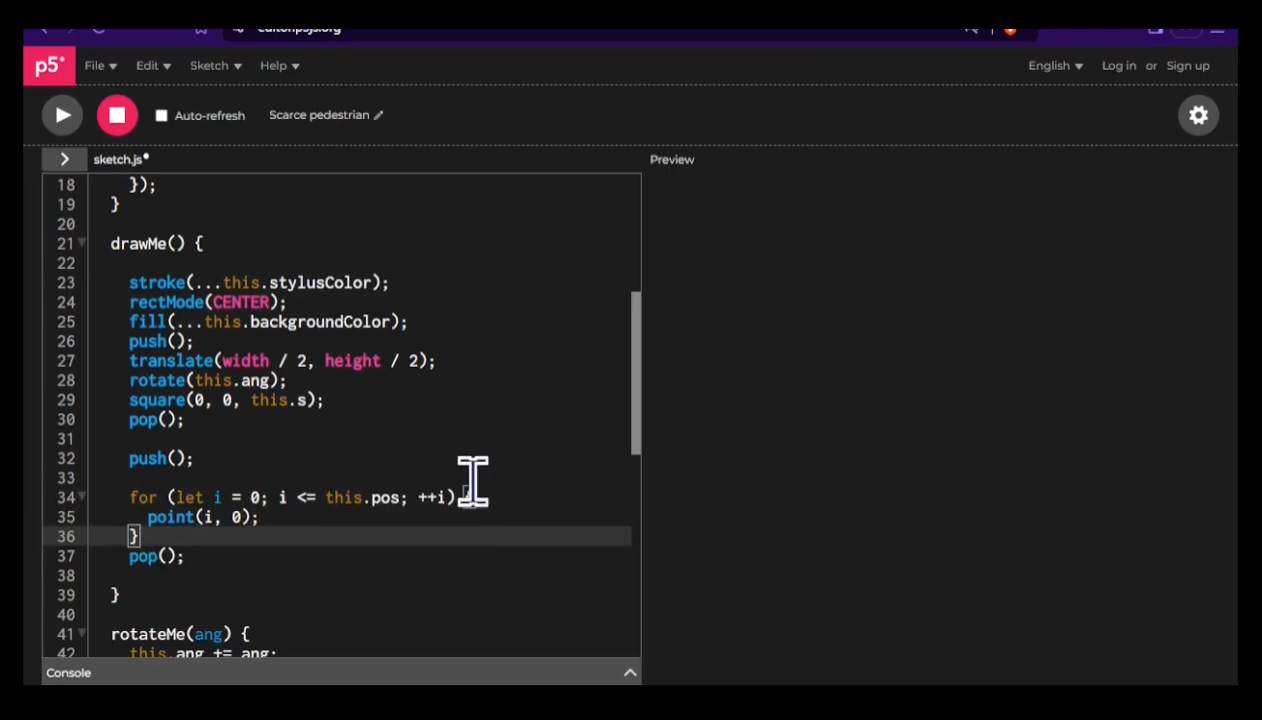 p5*
File
Edit
Sketch
Help
English
Log in or Sign up
Auto-refresh
Scarce pedestrian
sketch.js
Preview
18 });
19 }
20
21 drawMe() {
22
23 stroke(...this.stylusColor);
24 rectMode(CENTER);
25 fill(...this.backgroundColor);
26 push();
27 translate(width / 2, height / 2);
28 rotate(this.ang);
29 square(0, 0, this.s);
30 pop();
31
32 push();
33
34 for (let i = 0; i <= this.pos; ++i) {
35 point(i, 0);
36 }
37 pop();
38
39 }
40
41 rotateMe(ang) {
42 this.ang += ang;
Console